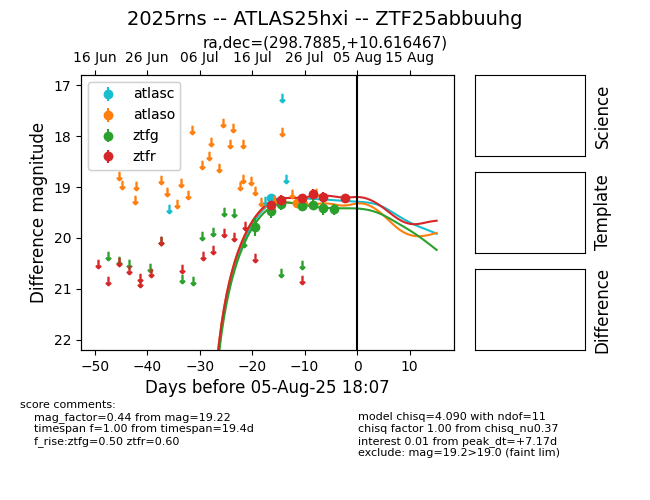 2025rns -- ATLAS25hxi -- ZTF25abbuuhg
ra,dec=(298.7885,+10.616467)
16 Jun 26 Jun 06 Jul 16 Jul 26 Jul 05 Aug 15 Aug
17
18
19
20
21
22
Difference magnitude
atlasc
atlaso
ztfg
ztfr
−50 −40 −30 −20 −10 0 10
Days before 05-Aug-25 18:07
Science
Template
Difference
score comments:
mag_factor=0.44 from mag=19.22
timespan f=1.00 from timespan=19.4d
f_rise:ztfg=0.50 ztfr=0.60
model chisq=4.090 with ndof=11
chisq factor 1.00 from chisq_nu0.37
interest 0.01 from peak_dt=+7.17d
exclude: mag=19.2>19.0 (faint lim)